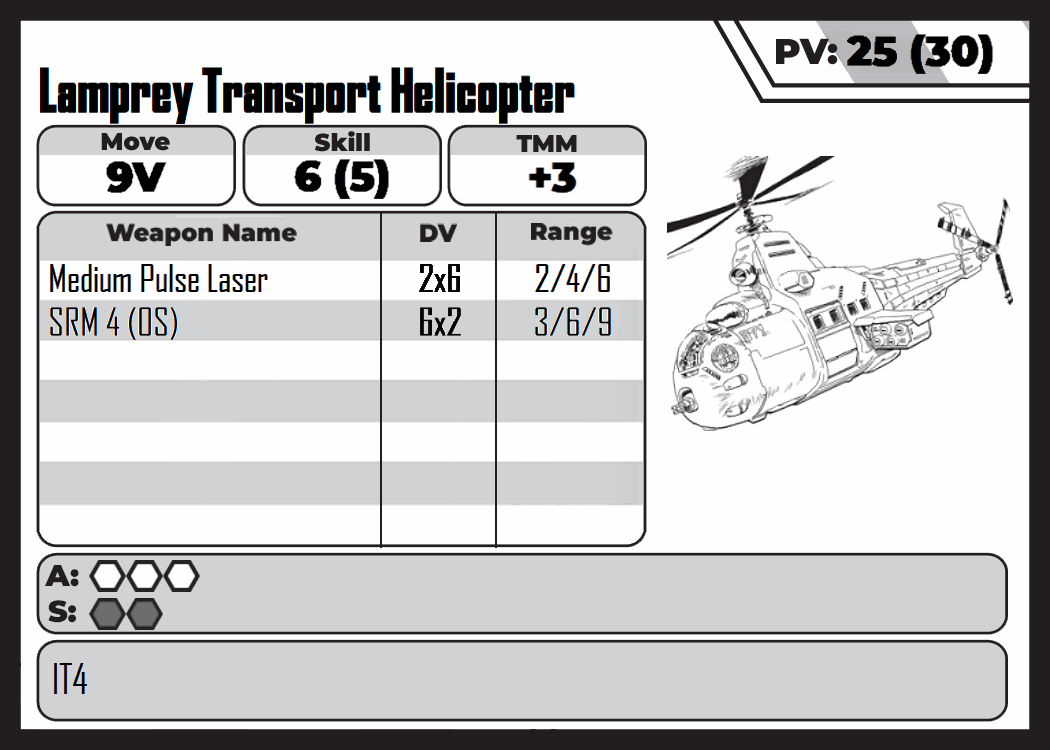 PV: 25 (30)
Lamprey Transport Helicopter
Move Skill TMM
9V 6 (5) +3
Weapon Name DV Range
Medium Pulse Laser 2x6 2/4/6
SRM 4 (OS) 6x2 3/6/9
A:
S:
IT4